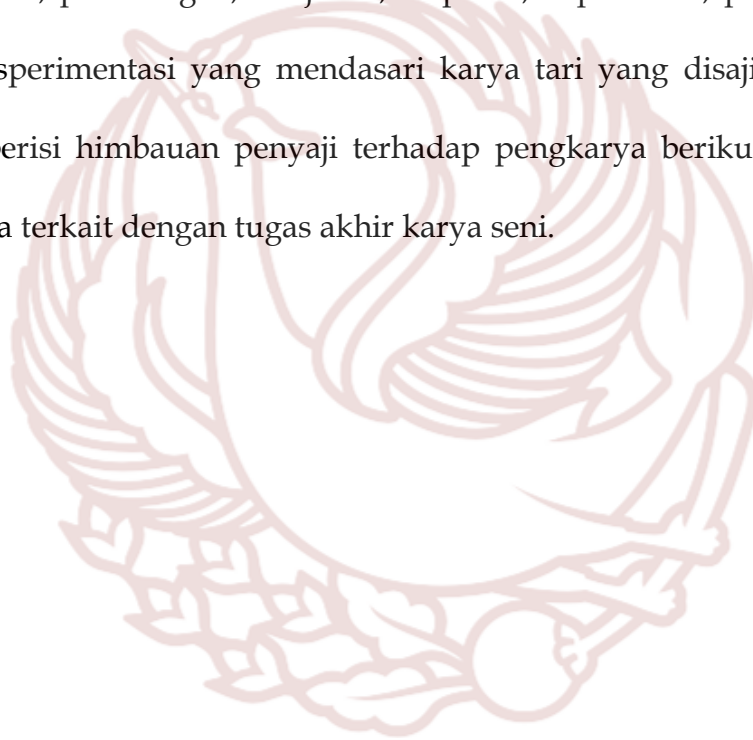 sperimentasi yang mendasari karya tari yang disaji
erisi himbauan penyaji terhadap pengkarya beriku
a terkait dengan tugas akhir karya seni.